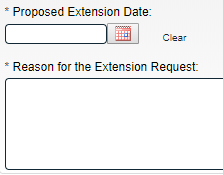 * Proposed Extension Date:
Clear
* Reason for the Extension Request: